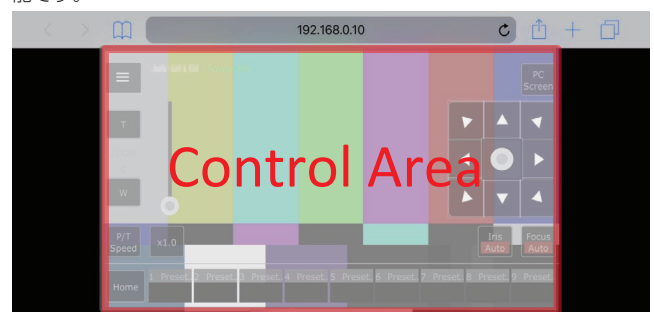 能です。
192.168.0.10
PC
Screen
T
Control Area
W
P/T
Speed
x1.0
Iris
Auto
Focus
Auto
Home
1 Preset. 2 Preset. 3 Preset. 4 Preset. 5 Preset. 6 Preset. 7 Preset. 8 Preset. 9 Preset.